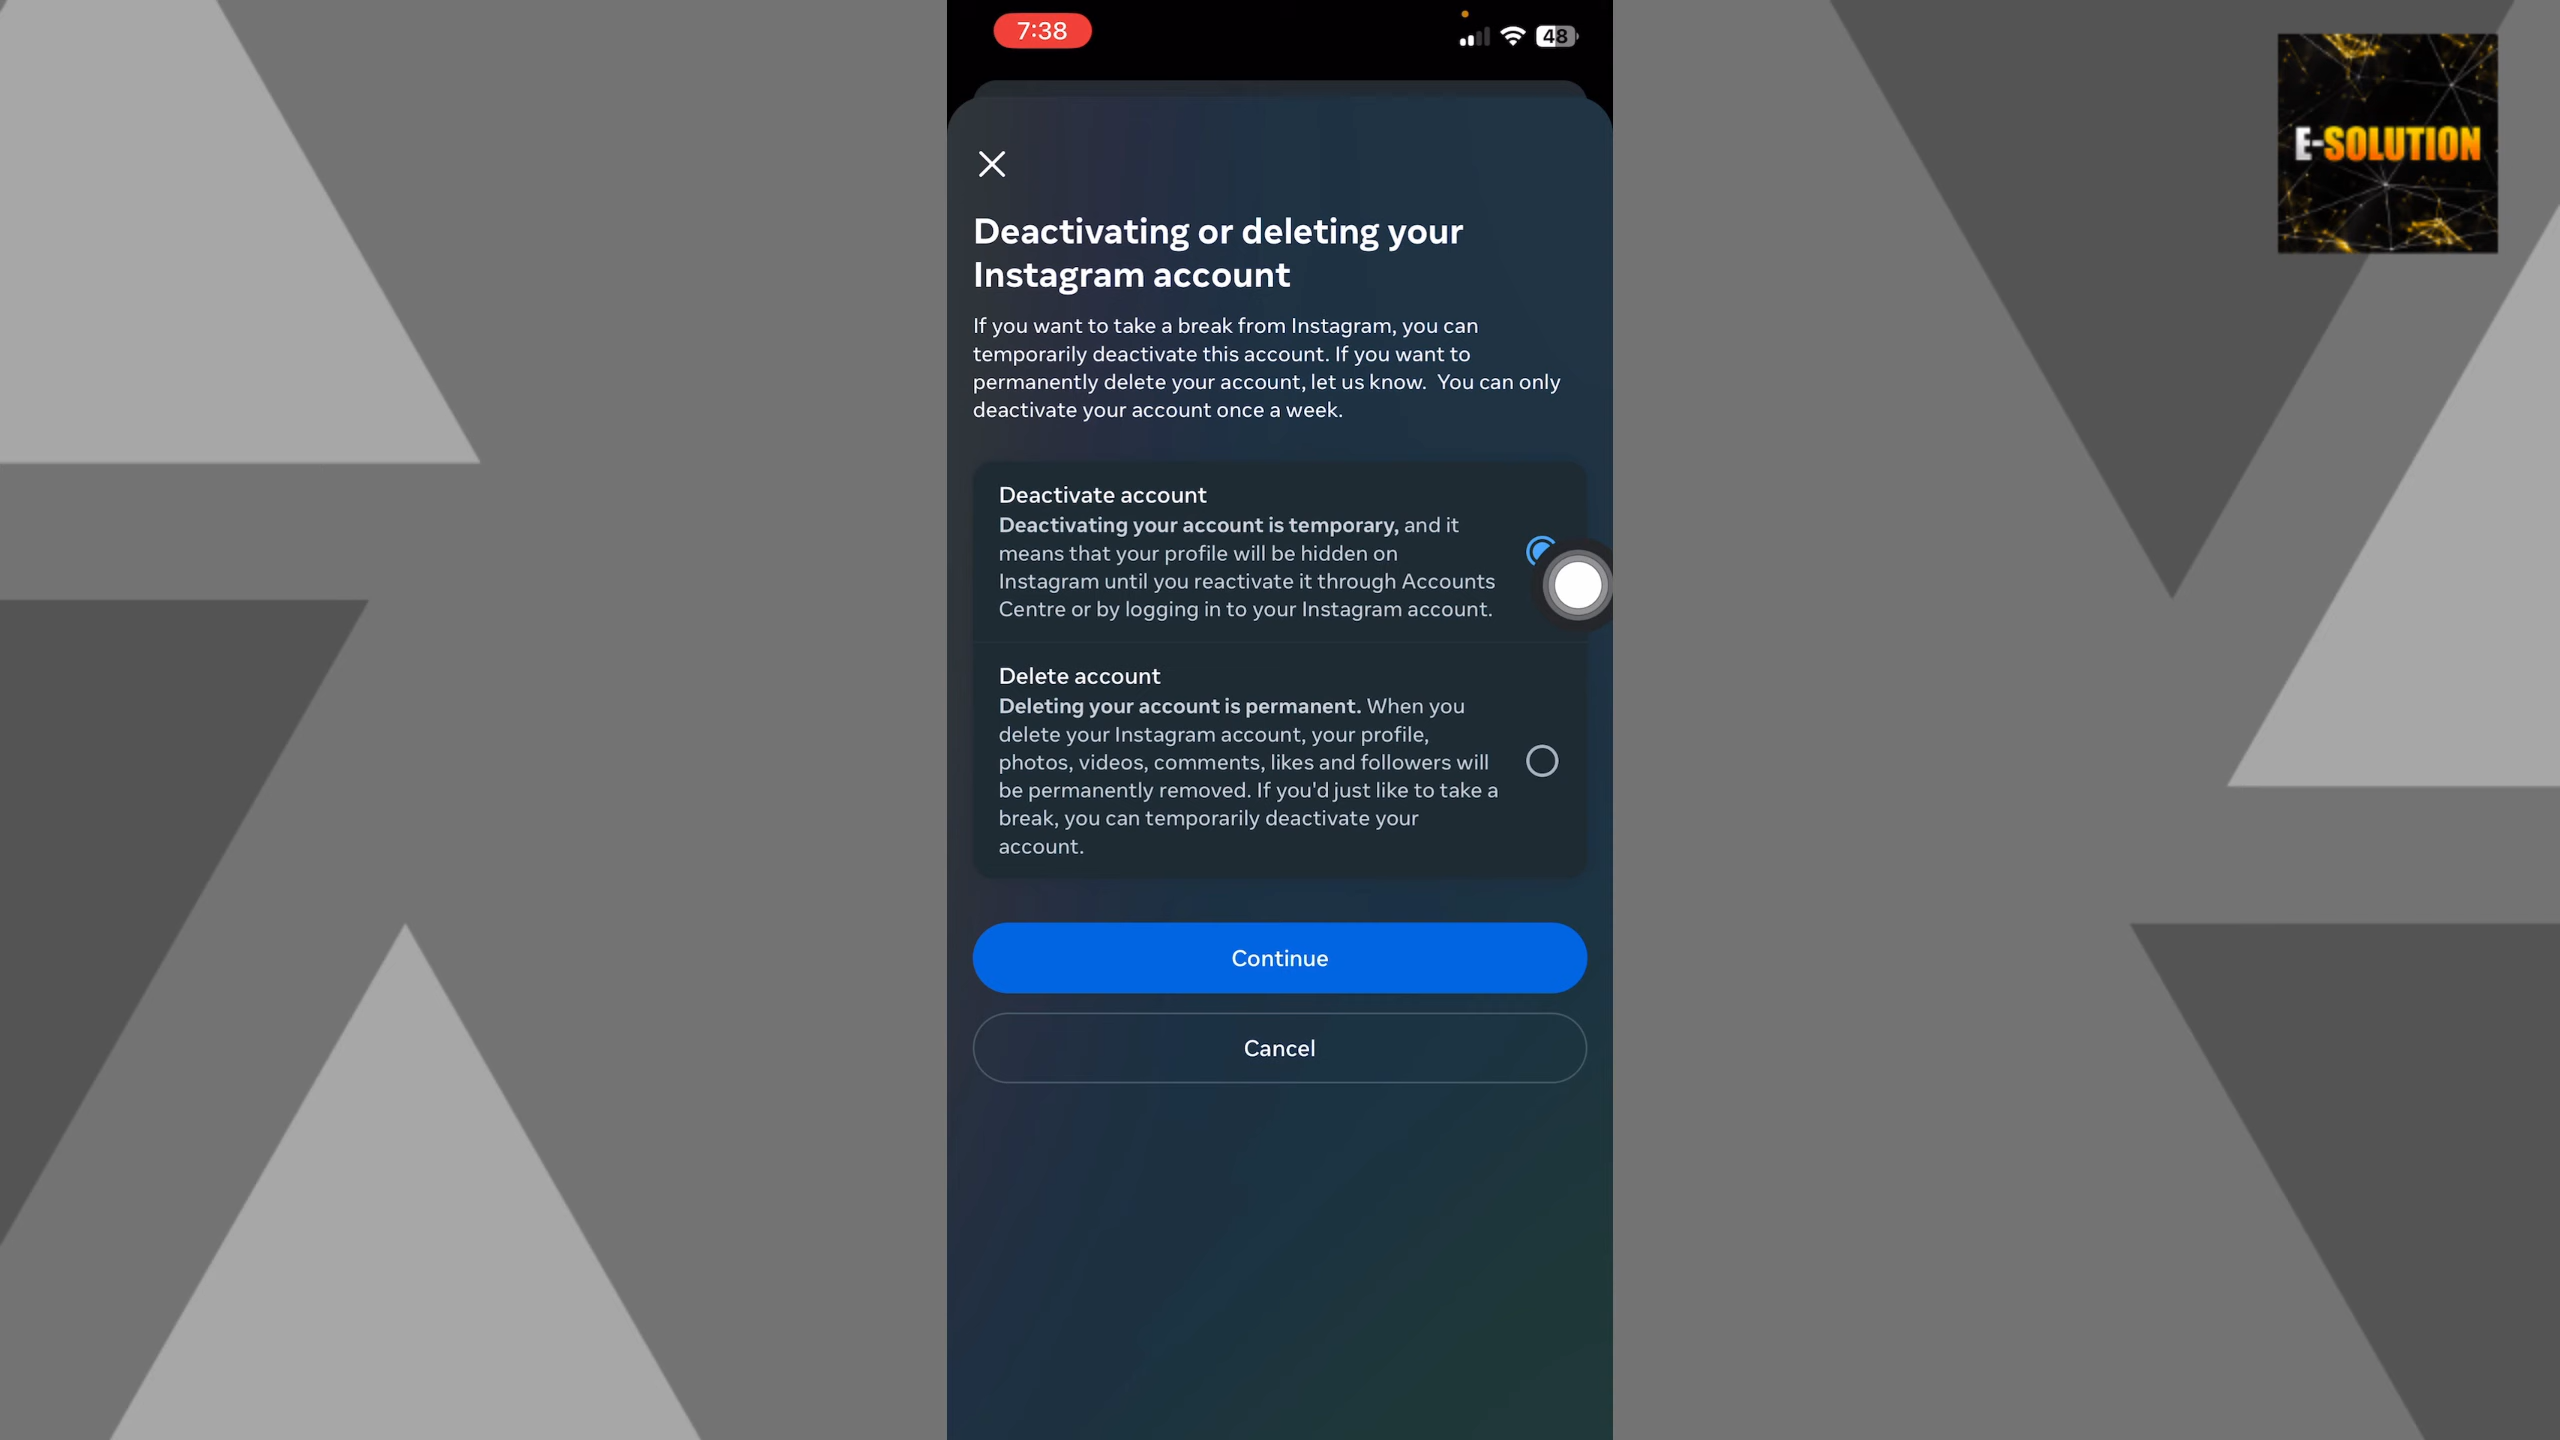 7:38
48
E-SOLUTION
Deactivating or deleting your
Instagram account
If you want to take a break from Instagram, you can
temporarily deactivate this account. If you want to
permanently delete your account, let us know.  You can only
deactivate your account once a week.
Deactivate account
Deactivating your account is temporary, and it
means that your profile will be hidden on
Instagram until you reactivate it through Accounts
Centre or by logging in to your Instagram account.
Delete account
Deleting your account is permanent. When you
delete your Instagram account, your profile,
photos, videos, comments, likes and followers will
be permanently removed. If you'd just like to take a
break, you can temporarily deactivate your
account.
Continue
Cancel